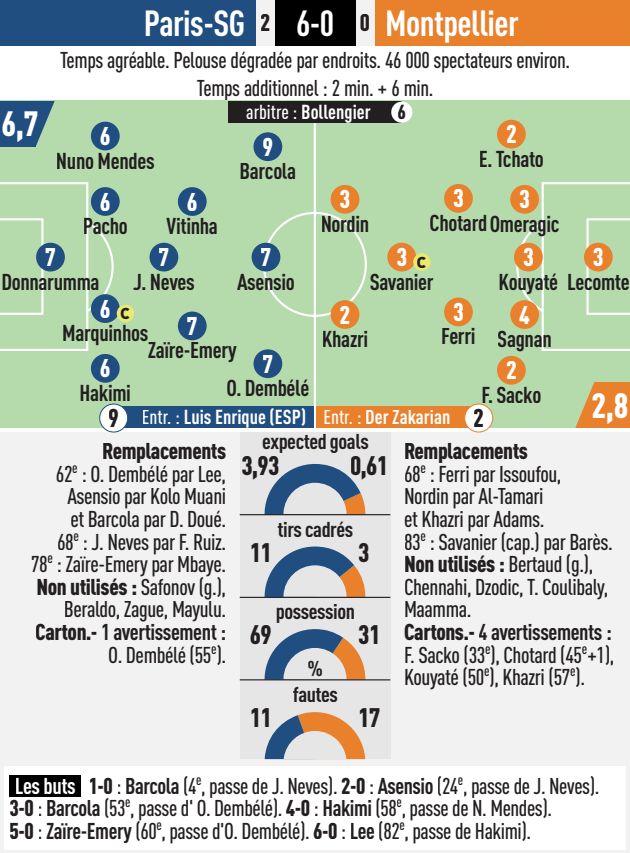 Paris-SG 2 6-0 0 Montpellier
Temps agréable. Pelouse dégradée par endroits. 46 000 spectateurs environ.
Temps additionnel : 2 min. + 6 min.
arbitre : Bollengier 6
6,7
6
Nuno Mendes
9
Barcola
6
Pacho
6
Vitinha
7
Donnarumma
7
J. Neves
7
Asensio
6 C
Marquinhos
7
Zaïre-Emery
6
Hakimi
7
O. Dembélé
9 Entr. : Luis Enrique (ESP)
2
E. Tchato
3
Nordin
3
Chotard
3
Omeragic
3 C
Savanier
3
Kouyaté
3
Lecomte
2
Khazri
3
Ferri
4
Sagnan
2
F. Sacko
Entr. : Der Zakarian 2
2,8
Remplacements
62e : O. Dembélé par Lee,
Asensio par Kolo Muani
et Barcola par D. Doué.
68e : J. Neves par F. Ruiz.
78e : Zaïre-Emery par Mbaye.
Non utilisés : Safonov (g.),
Beraldo, Zague, Mayulu.
Carton.- 1 avertissement :
O. Dembélé (55e).
expected goals
3,93 0,61
tirs cadrés
11 3
possession
69 31
%
fautes
11 17
Remplacements
68e : Ferri par Issoufou,
Nordin par Al-Tamari
et Khazri par Adams.
83e : Savanier (cap.) par Barès.
Non utilisés : Bertaud (g.),
Chennahi, Dzodic, T. Coulibaly,
Maamma.
Cartons.- 4 avertissements :
F. Sacko (33e), Chotard (45e+1),
Kouyaté (50e), Khazri (57e).
Les buts 1-0 : Barcola (4e, passe de J. Neves). 2-0 : Asensio (24e, passe de J. Neves).
3-0 : Barcola (53e, passe d' O. Dembélé). 4-0 : Hakimi (58e, passe de N. Mendes).
5-0 : Zaïre-Emery (60e, passe d'O. Dembélé). 6-0 : Lee (82e, passe de Hakimi).